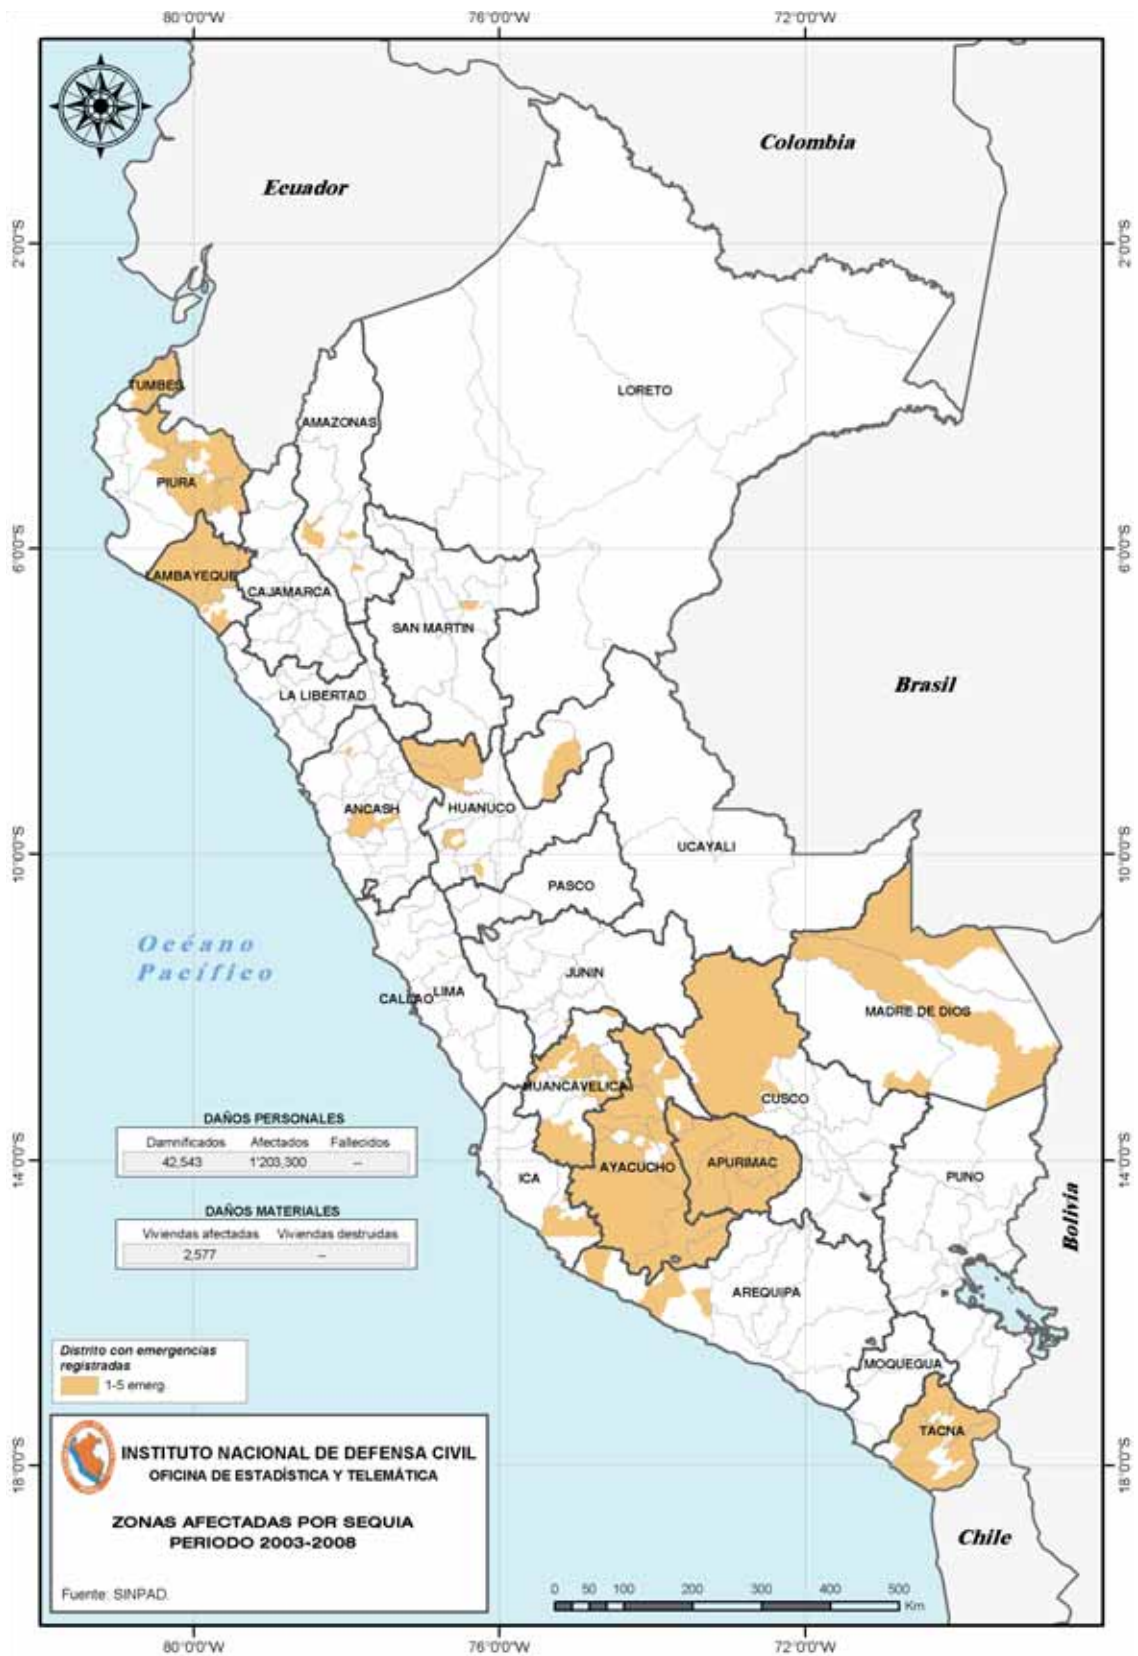 80°0'0"W
76°0'0"W
72°0'0"W
Colombia
Ecuador
2°0'0"S
2°0'0"S
TUMBES
LORETO
AMAZONAS
PIURA
6°0'0"S
6°0'0"S
LAMBAYEQUE
CAJAMARCA
SAN MARTIN
Brasil
LA LIBERTAD
ANCASH
HUANUCO
UCAYALI
10°0'0"S
10°0'0"S
PASCO
Océano
Pacífico
JUNIN
CALLAO
LIMA
MADRE DE DIOS
HUANCAVELICA
CUSCO
DAÑOS PERSONALES
Damnificados Afectados Fallecidos
42,543 1'203,300 --
14°0'0"S
14°0'0"S
AYACUCHO
APURIMAC
ICA
PUNO
Bolivia
DAÑOS MATERIALES
Viviendas afectadas Viviendas destruidas
2,577 --
AREQUIPA
MOQUEGUA
TACNA
Distrito con emergencias
registradas
1-5 emerg.
18°0'0"S
18°0'0"S
INSTITUTO NACIONAL DE DEFENSA CIVIL
OFICINA DE ESTADÍSTICA Y TELEMÁTICA
ZONAS AFECTADAS POR SEQUIA
PERIODO 2003-2008
Fuente: SINPAD.
Chile
0 50 100 200 300 400 500
Km
80°0'0"W
76°0'0"W
72°0'0"W